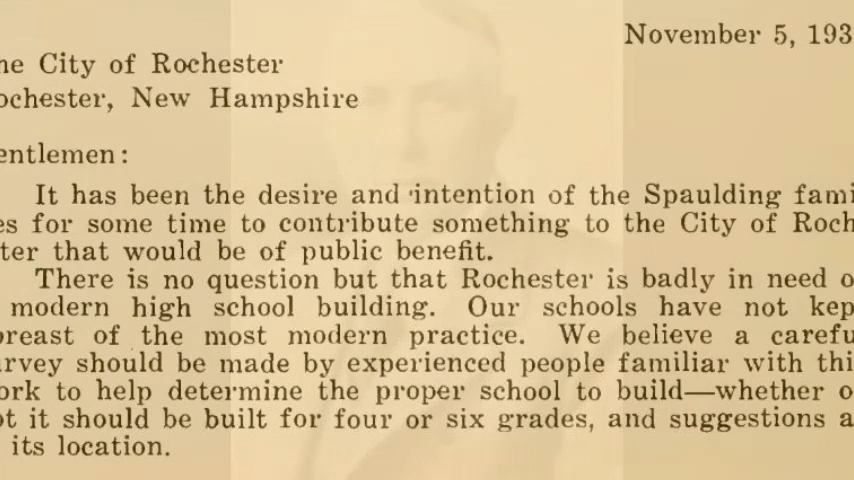 November 5, 193
he City of Rochester
ochester, New Hampshire
entlemen:
It has been the desire and intention of the Spaulding fami
es for some time to contribute something to the City of Roch
ter that would be of public benefit.
There is no question but that Rochester is badly in need o
modern high school building. Our schools have not kep
breast of the most modern practice. We believe a carefu
urvey should be made by experienced people familiar with thi
ork to help determine the proper school to build—whether o
ot it should be built for four or six grades, and suggestions a
its location.